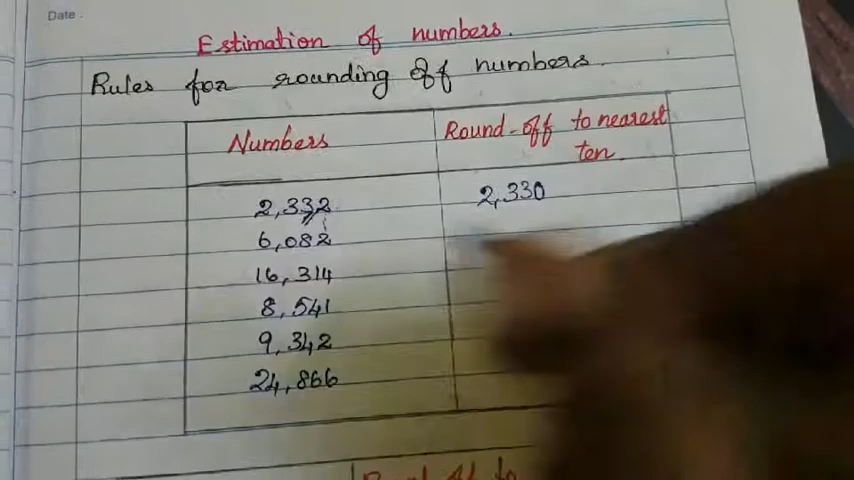 Date.
Estimation of numbers.
Rules for rounding off numbers.
Numbers Round-off to nearest
ten.
2,332 2,330
6,082
16,314
8,541
9,342
24,866